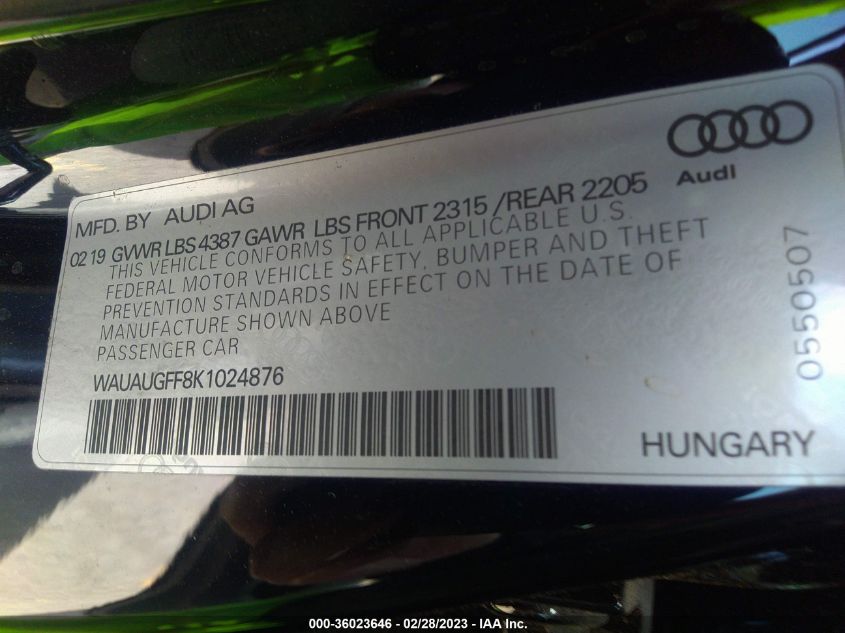 Audi
MFD. BY AUDI AG
02 19 GVWR LBS 4387 GAWR LBS FRONT 2315 /REAR 2205
THIS VEHICLE CONFORMS TO ALL APPLICABLE U.S.
FEDERAL MOTOR VEHICLE SAFETY, BUMPER AND THEFT
PREVENTION STANDARDS IN EFFECT ON THE DATE OF
MANUFACTURE SHOWN ABOVE
PASSENGER CAR
WAUAUGFF8K1024876
HUNGARY
0550507
000-36023646 - 02/28/2023 - IAA Inc.